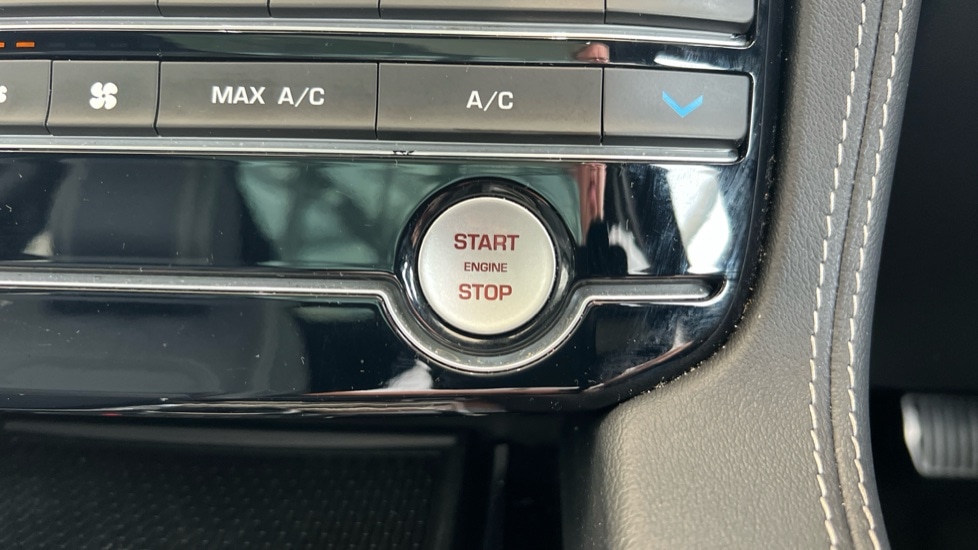 MAX A/C A/C
START
ENGINE
STOP